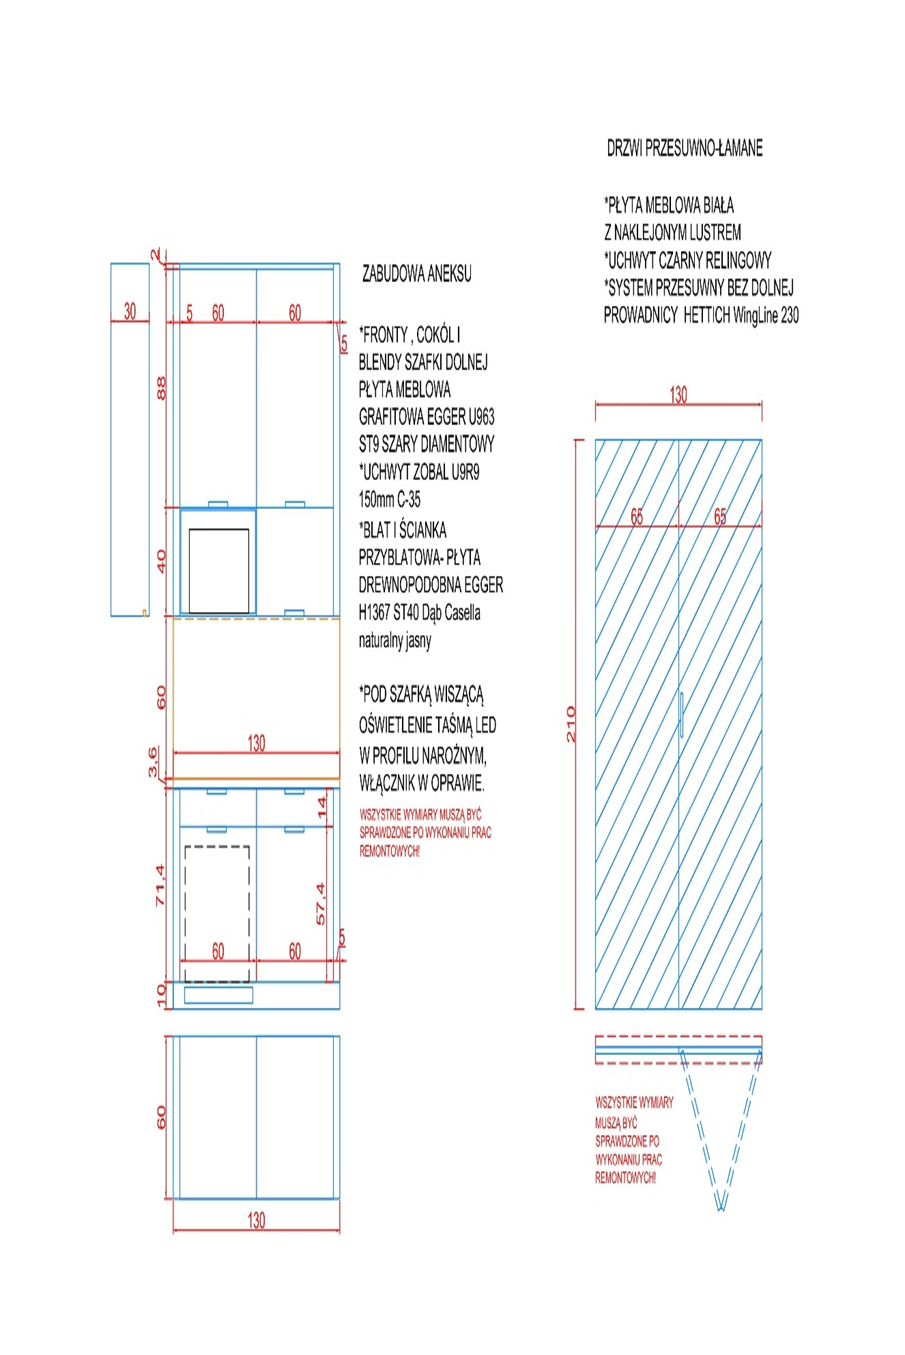 DRZWI PRZESUWNO-ŁAMANE
*PŁYTA MEBLOWA BIAŁA
Z NAKLEJONYM LUSTREM
*UCHWYT CZARNY RELINGOWY
*SYSTEM PRZESUWNY BEZ DOLNEJ
PROWADNICY HETTICH WingLine 230
ZABUDOWA ANEKSU
*FRONTY , COKÓL I
BLENDY SZAFKI DOLNEJ
PŁYTA MEBLOWA
GRAFITOWA EGGER U963
ST9 SZARY DIAMENTOWY
*UCHWYT ZOBAL U9R9
150mm C-35
*BLAT I ŚCIANKA
PRZYBLATOWA- PŁYTA
DREWNOPODOBNA EGGER
H1367 ST40 Dąb Casella
naturalny jasny
*POD SZAFKĄ WISZĄCĄ
OŚWIETLENIE TAŚMĄ LED
W PROFILU NAROŻNYM,
WŁĄCZNIK W OPRAWIE.
WSZYSTKIE WYMIARY MUSZĄ BYĆ
SPRAWDZONE PO WYKONANIU PRAC
REMONTOWYCH!
2
30
5
60
60
5
88
40
60
130
3,6
14
71,4
57,4
60
60
5
10
60
130
130
65
65
210
WSZYSTKIE WYMIARY
MUSZĄ BYĆ
SPRAWDZONE PO
WYKONANIU PRAC
REMONTOWYCH!